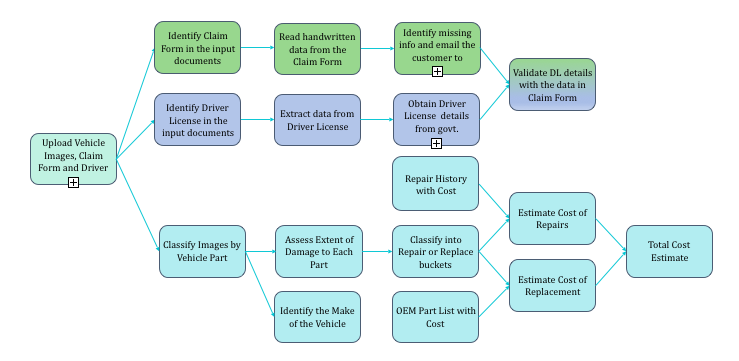 Identify Claim
Form in the input
documents
Read handwritten
data from the
Claim Form
Identify missing
info and email the
customer to
Validate DL details
with the data in
Claim Form
Identify Driver
License in the
input documents
Extract data from
Driver License
Obtain Driver
License details
from govt.
Upload Vehicle
Images, Claim
Form and Driver
Repair History
with Cost
Classify Images by
Vehicle Part
Assess Extent of
Damage to Each
Part
Classify into
Repair or Replace
buckets
Estimate Cost of
Repairs
Total Cost
Estimate
Identify the Make
of the Vehicle
OEM Part List with
Cost
Estimate Cost of
Replacement